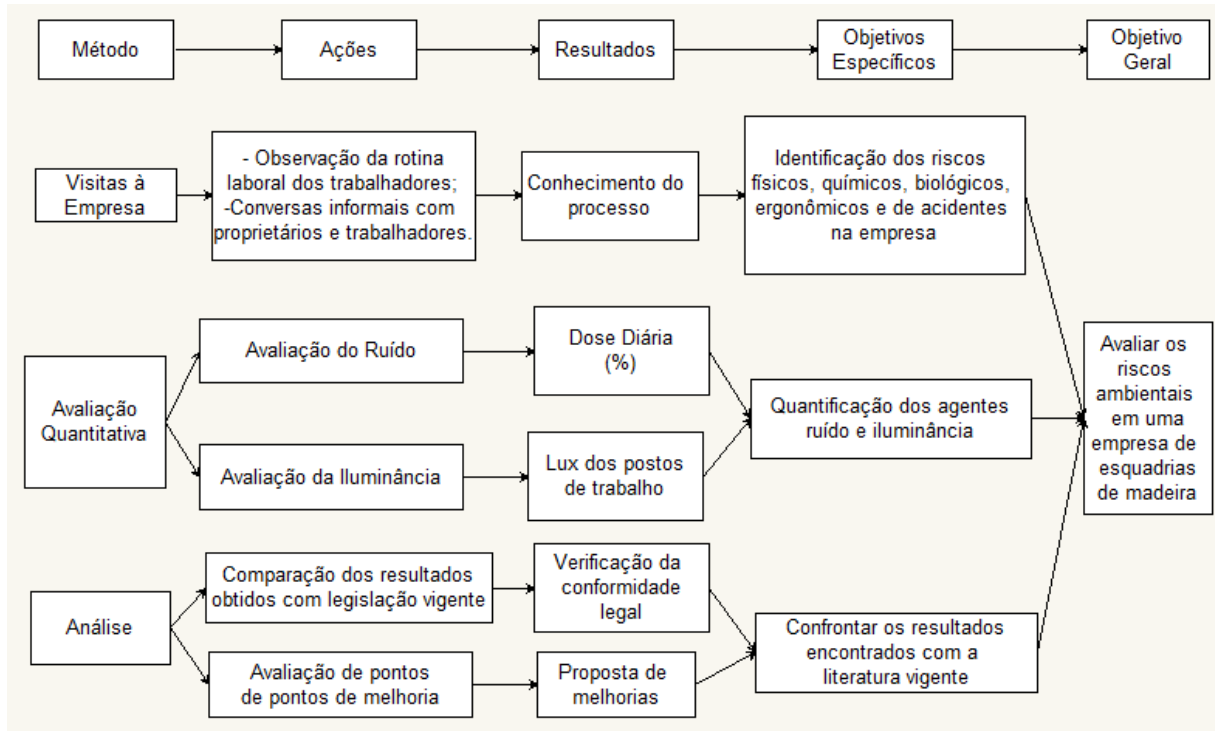 Método
Ações
Resultados
Objetivos
Específicos
Objetivo
Geral
Visitas à
Empresa
- Observação da rotina
laboral dos trabalhadores;
-Conversas informais com
proprietários e trabalhadores.
Conhecimento do
processo
Identificação dos riscos
físicos, químicos, biológicos,
ergonômicos e de acidentes
na empresa
Avaliação
Quantitativa
Avaliação do Ruído
Dose Diária
(%)
Avaliação da Iluminância
Lux dos postos
de trabalho
Quantificação dos agentes
ruído e iluminância
Análise
Comparação dos resultados
obtidos com legislação vigente
Verificação da
conformidade
legal
Avaliação de pontos
de pontos de melhoria
Proposta de
melhorias
Confrontar os resultados
encontrados com a
literatura vigente
Avaliar os
riscos
ambientais
em uma
empresa de
esquadrias
de madeira